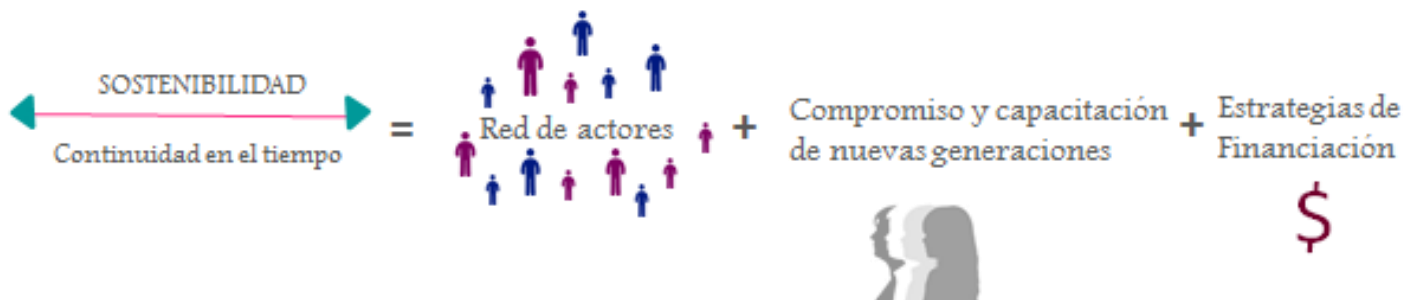 SOSTENIBILIDAD
Continuidad en el tiempo
=
Red de actores
+
Compromiso y capacitación
de nuevas generaciones
+
Estrategias de
Financiación
$